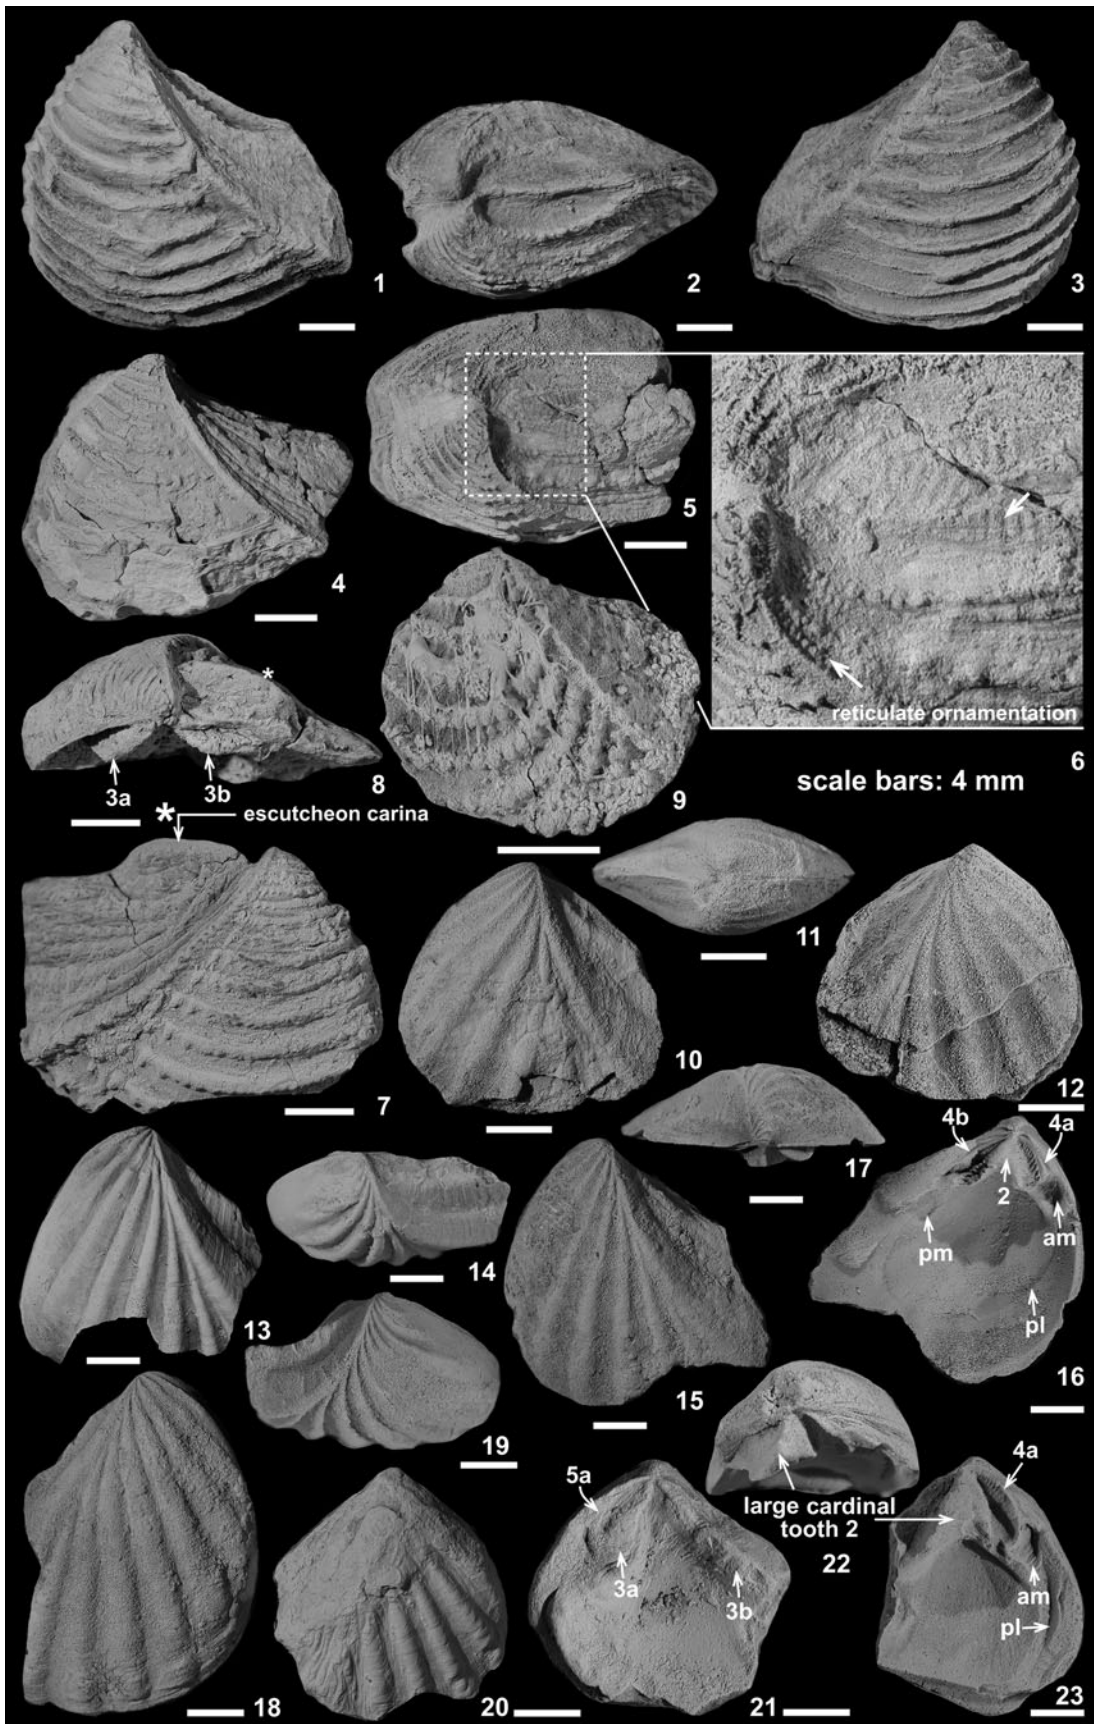 1
2
3
4
5
reticulate ornamentation
6
scale bars: 4 mm
3a
3b
8
9
* escutcheon carina
*
7
10
11
12
13
14
15
17
4b
4a
2
am
pm
pl
16
18
19
20
5a
3a
3b
21
large cardinal
tooth 2
22
4a
am
pl
23